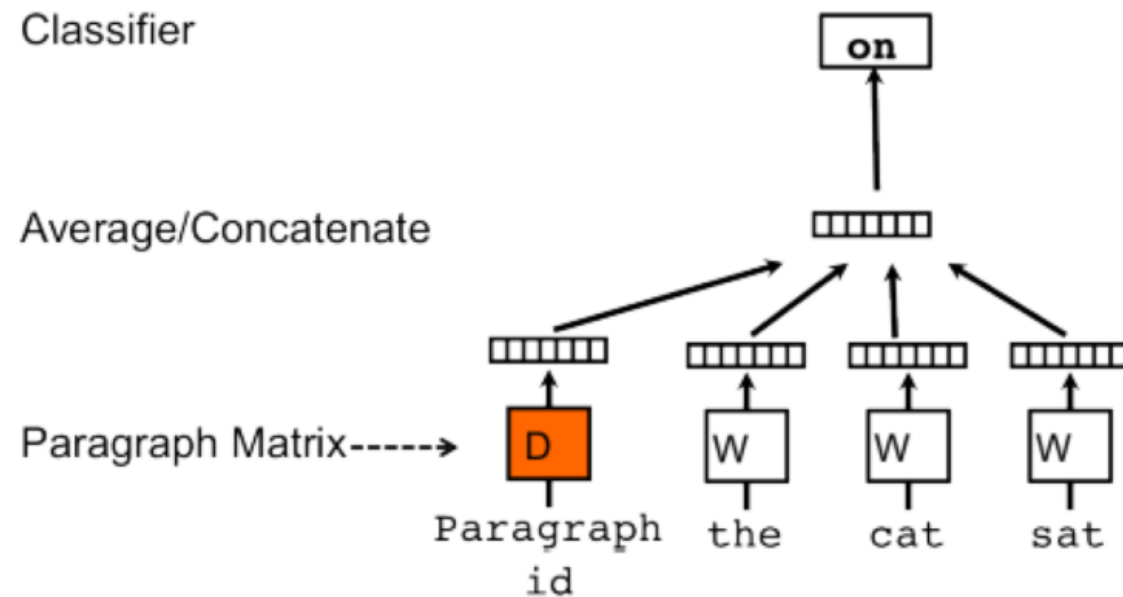 Classifier
on
Average/Concatenate
Paragraph Matrix
D
W
W
W
Paragraph
id
the
cat
sat